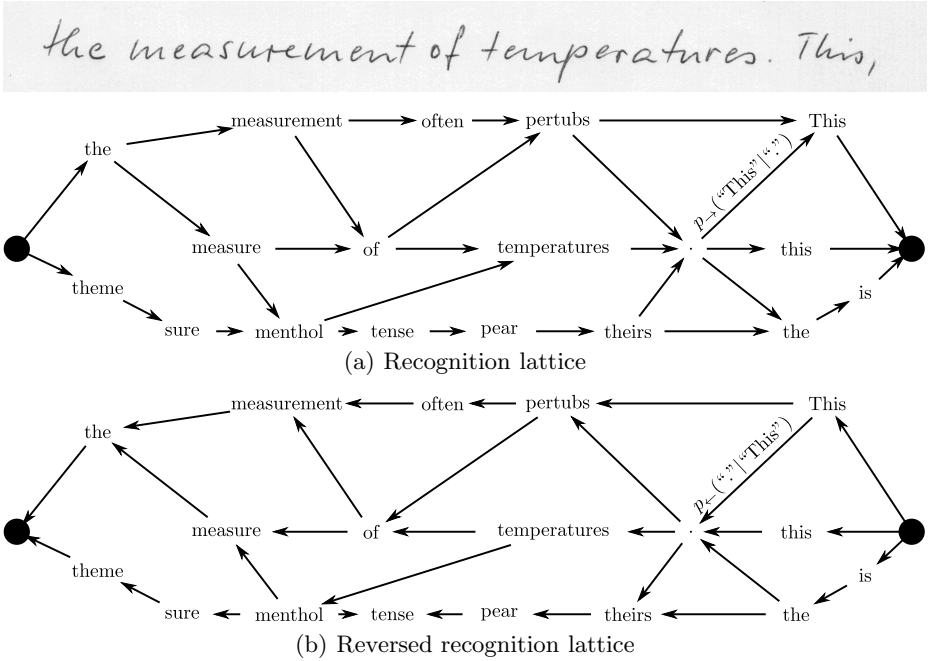 the measurement of temperatures. This,
measurement often pertubs This
the
p→(“This”|“.”)
measure of temperatures . this
theme is
sure menthol tense pear theirs the
(a) Recognition lattice
measurement often pertubs This
the
p←(“.”|“This”)
measure of temperatures . this
theme is
sure menthol tense pear theirs the
(b) Reversed recognition lattice